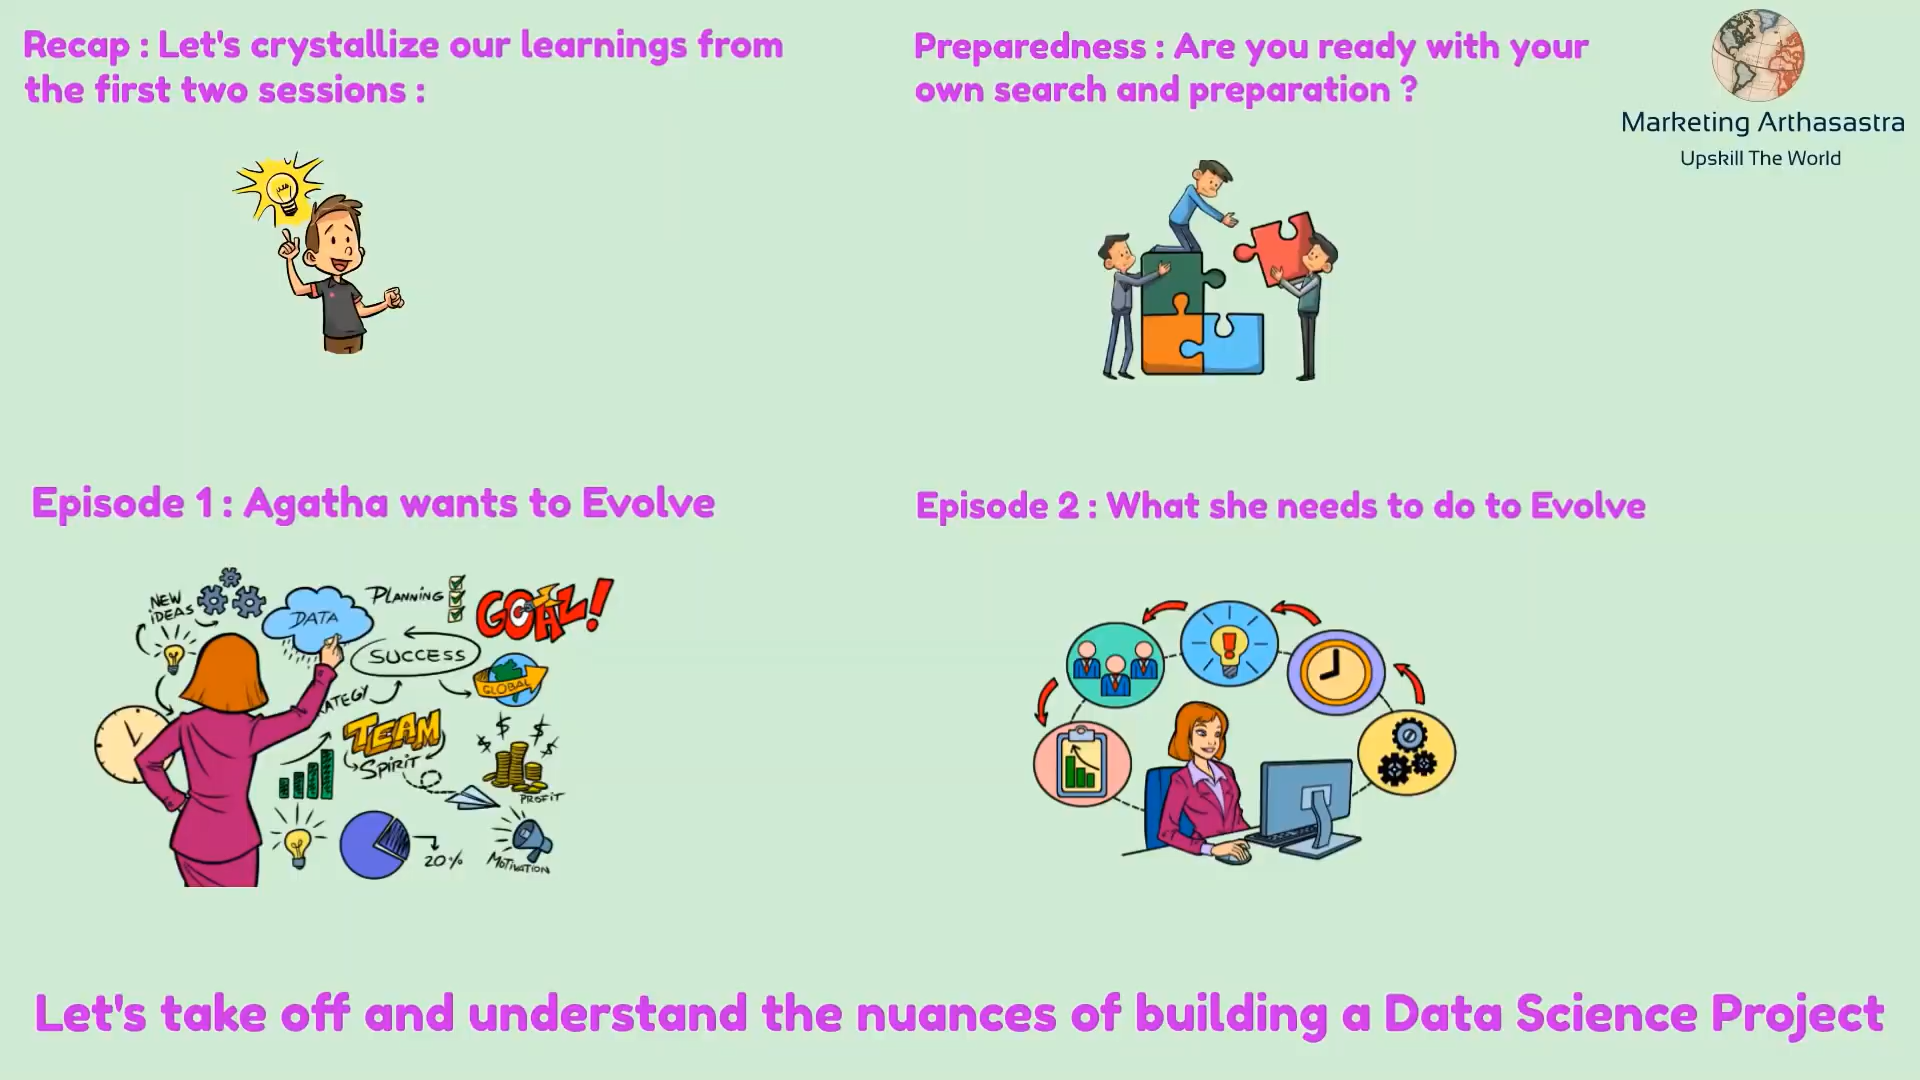 Recap : Let's crystallize our learnings from
the first two sessions :
Preparedness : Are you ready with your
own search and preparation ?
Marketing Arthasastra
Upskill The World
Episode 1 : Agatha wants to Evolve
NEW
IDEAS
DATA
PLANNING
GOAL!
SUCCESS
GLOBAL
TEAM
SPIRIT
PROFIT
20%
MOTIVATION
Episode 2 : What she needs to do to Evolve
Let's take off and understand the nuances of building a Data Science Project